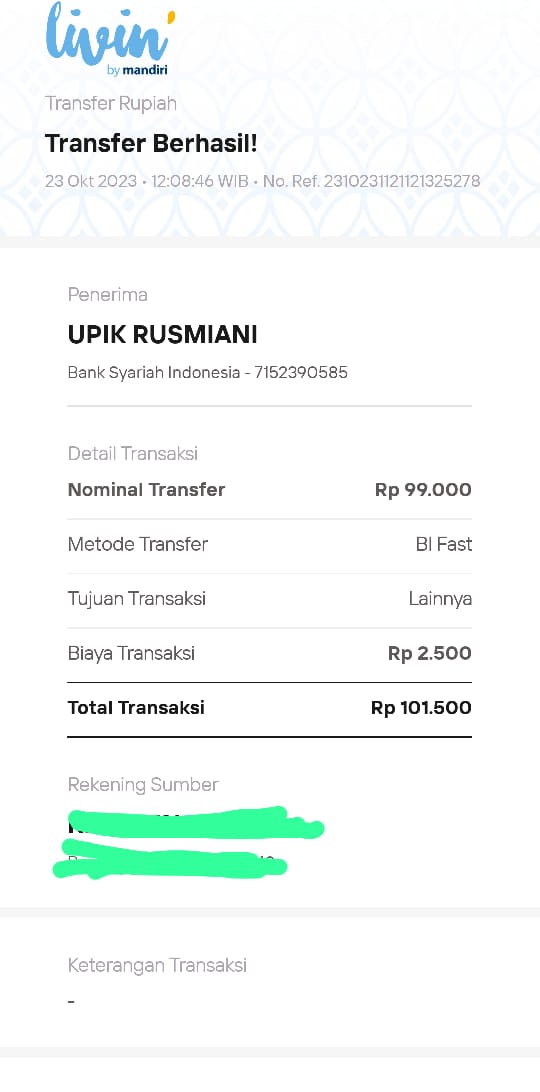 livin'
by mandiri
Transfer Rupiah
Transfer Berhasil!
23 Okt 2023 • 12:08:46 WIB • No. Ref. 2310231121121325278
Penerima
UPIK RUSMIANI
Bank Syariah Indonesia - 7152390585
Detail Transaksi
Nominal Transfer Rp 99.000
Metode Transfer BI Fast
Tujuan Transaksi Lainnya
Biaya Transaksi Rp 2.500
Total Transaksi Rp 101.500
Rekening Sumber
Keterangan Transaksi
-